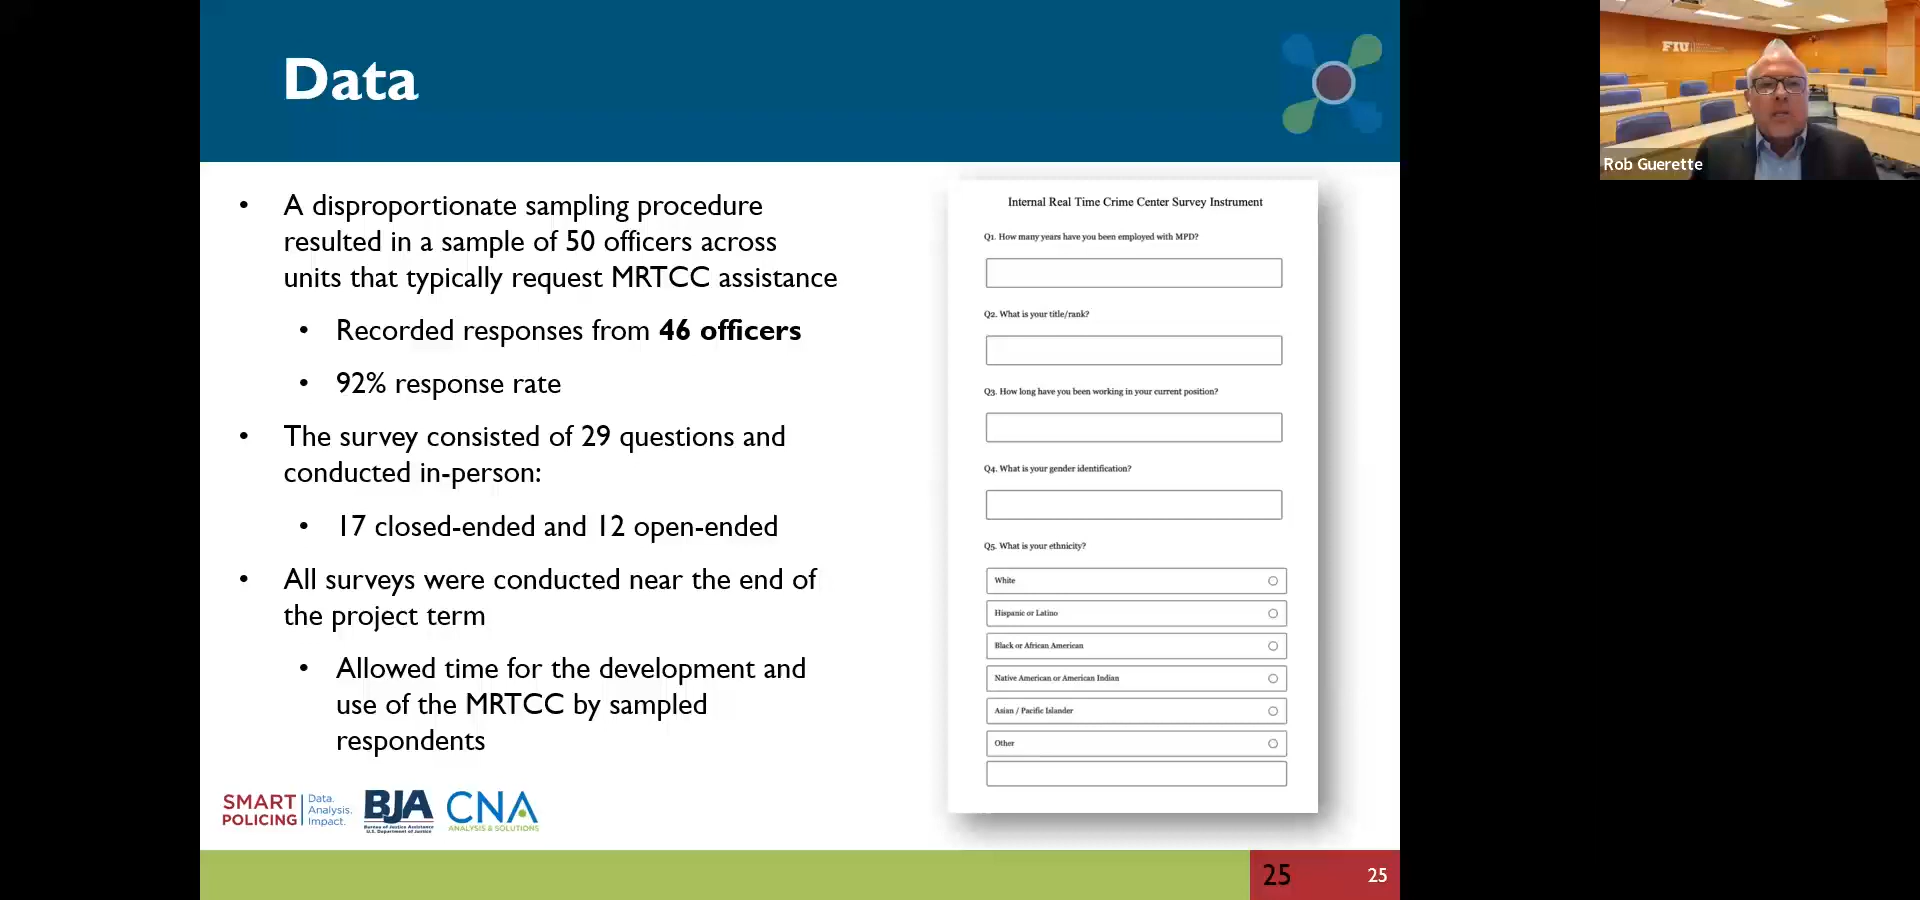 Data
• A disproportionate sampling procedure
resulted in a sample of 50 officers across
units that typically request MRTCC assistance
• Recorded responses from 46 officers
• 92% response rate
• The survey consisted of 29 questions and
conducted in-person:
• 17 closed-ended and 12 open-ended
• All surveys were conducted near the end of
the project term
• Allowed time for the development and
use of the MRTCC by sampled
respondents
Internal Real Time Crime Center Survey Instrument
Q1. How many years have you been employed with MPD?
Q2. What is your title/rank?
Q3. How long have you been working in your current position?
Q4. What is your gender identification?
Q5. What is your ethnicity?
White
Hispanic or Latino
Black or African American
Native American or American Indian
Asian / Pacific Islander
Other
SMART
POLICING
Data.
Analysis.
Impact.
BJA
Bureau of Justice Assistance
U.S. Department of Justice
CNA
ANALYSIS & SOLUTIONS
25
25
FIU
Rob Guerette